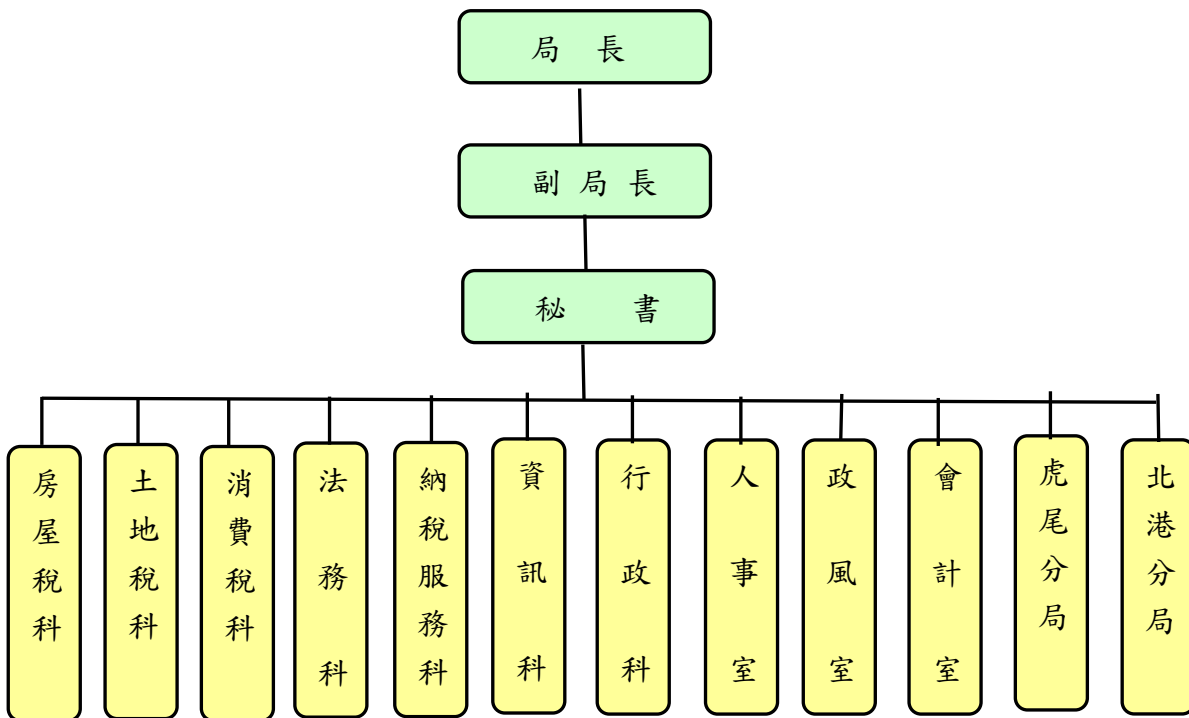 局 長
副 局 長
秘 書
房屋稅科
土地稅科
消費稅科
法務科
納稅服務科
資訊科
行政科
人事室
政風室
會計室
虎尾分局
北港分局